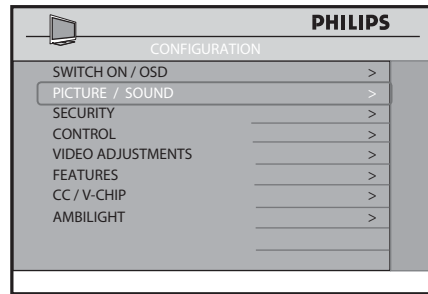 PHILIPS
CONFIGURATION
SWITCH ON / OSD >
PICTURE / SOUND >
SECURITY >
CONTROL >
VIDEO ADJUSTMENTS >
FEATURES >
CC / V-CHIP >
AMBILIGHT >